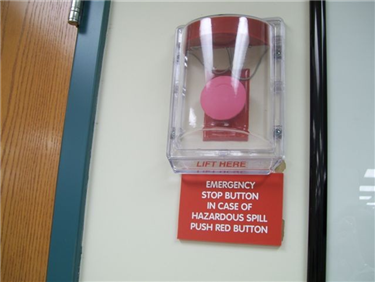 LIFT HERE
EMERGENCY
STOP BUTTON
IN CASE OF
HAZARDOUS SPILL
PUSH RED BUTTON